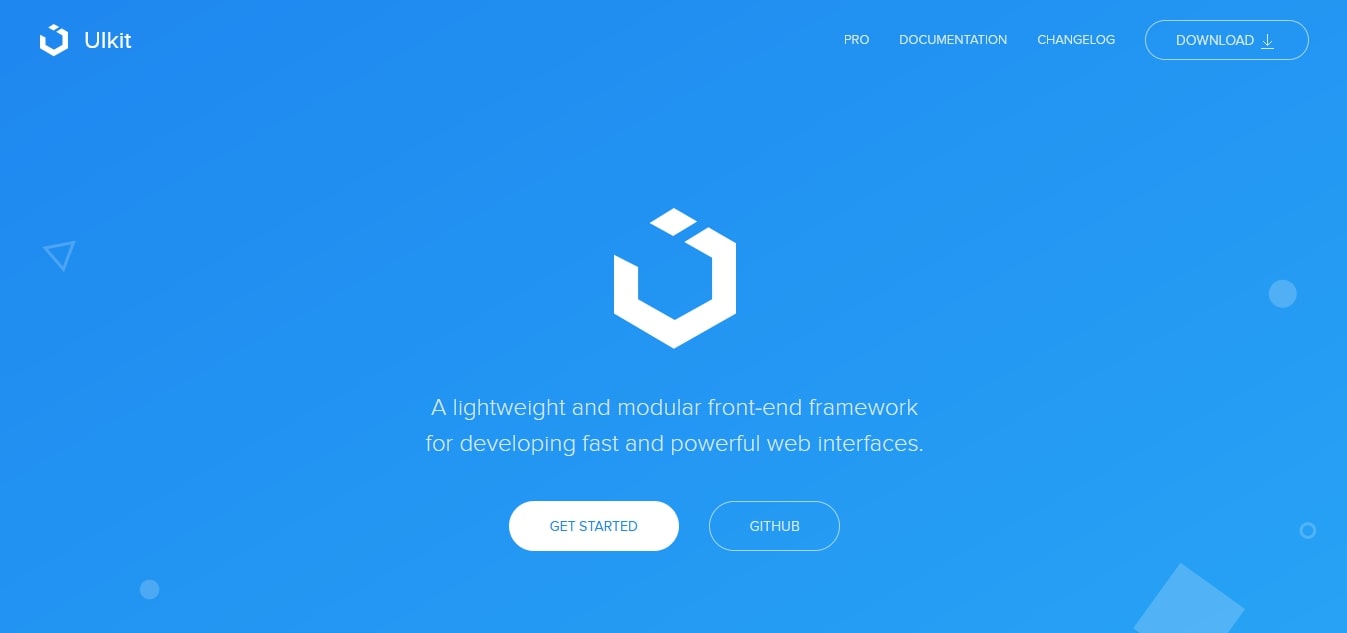 UIkit
PRO
DOCUMENTATION
CHANGELOG
DOWNLOAD
A lightweight and modular front-end framework
for developing fast and powerful web interfaces.
GET STARTED
GITHUB